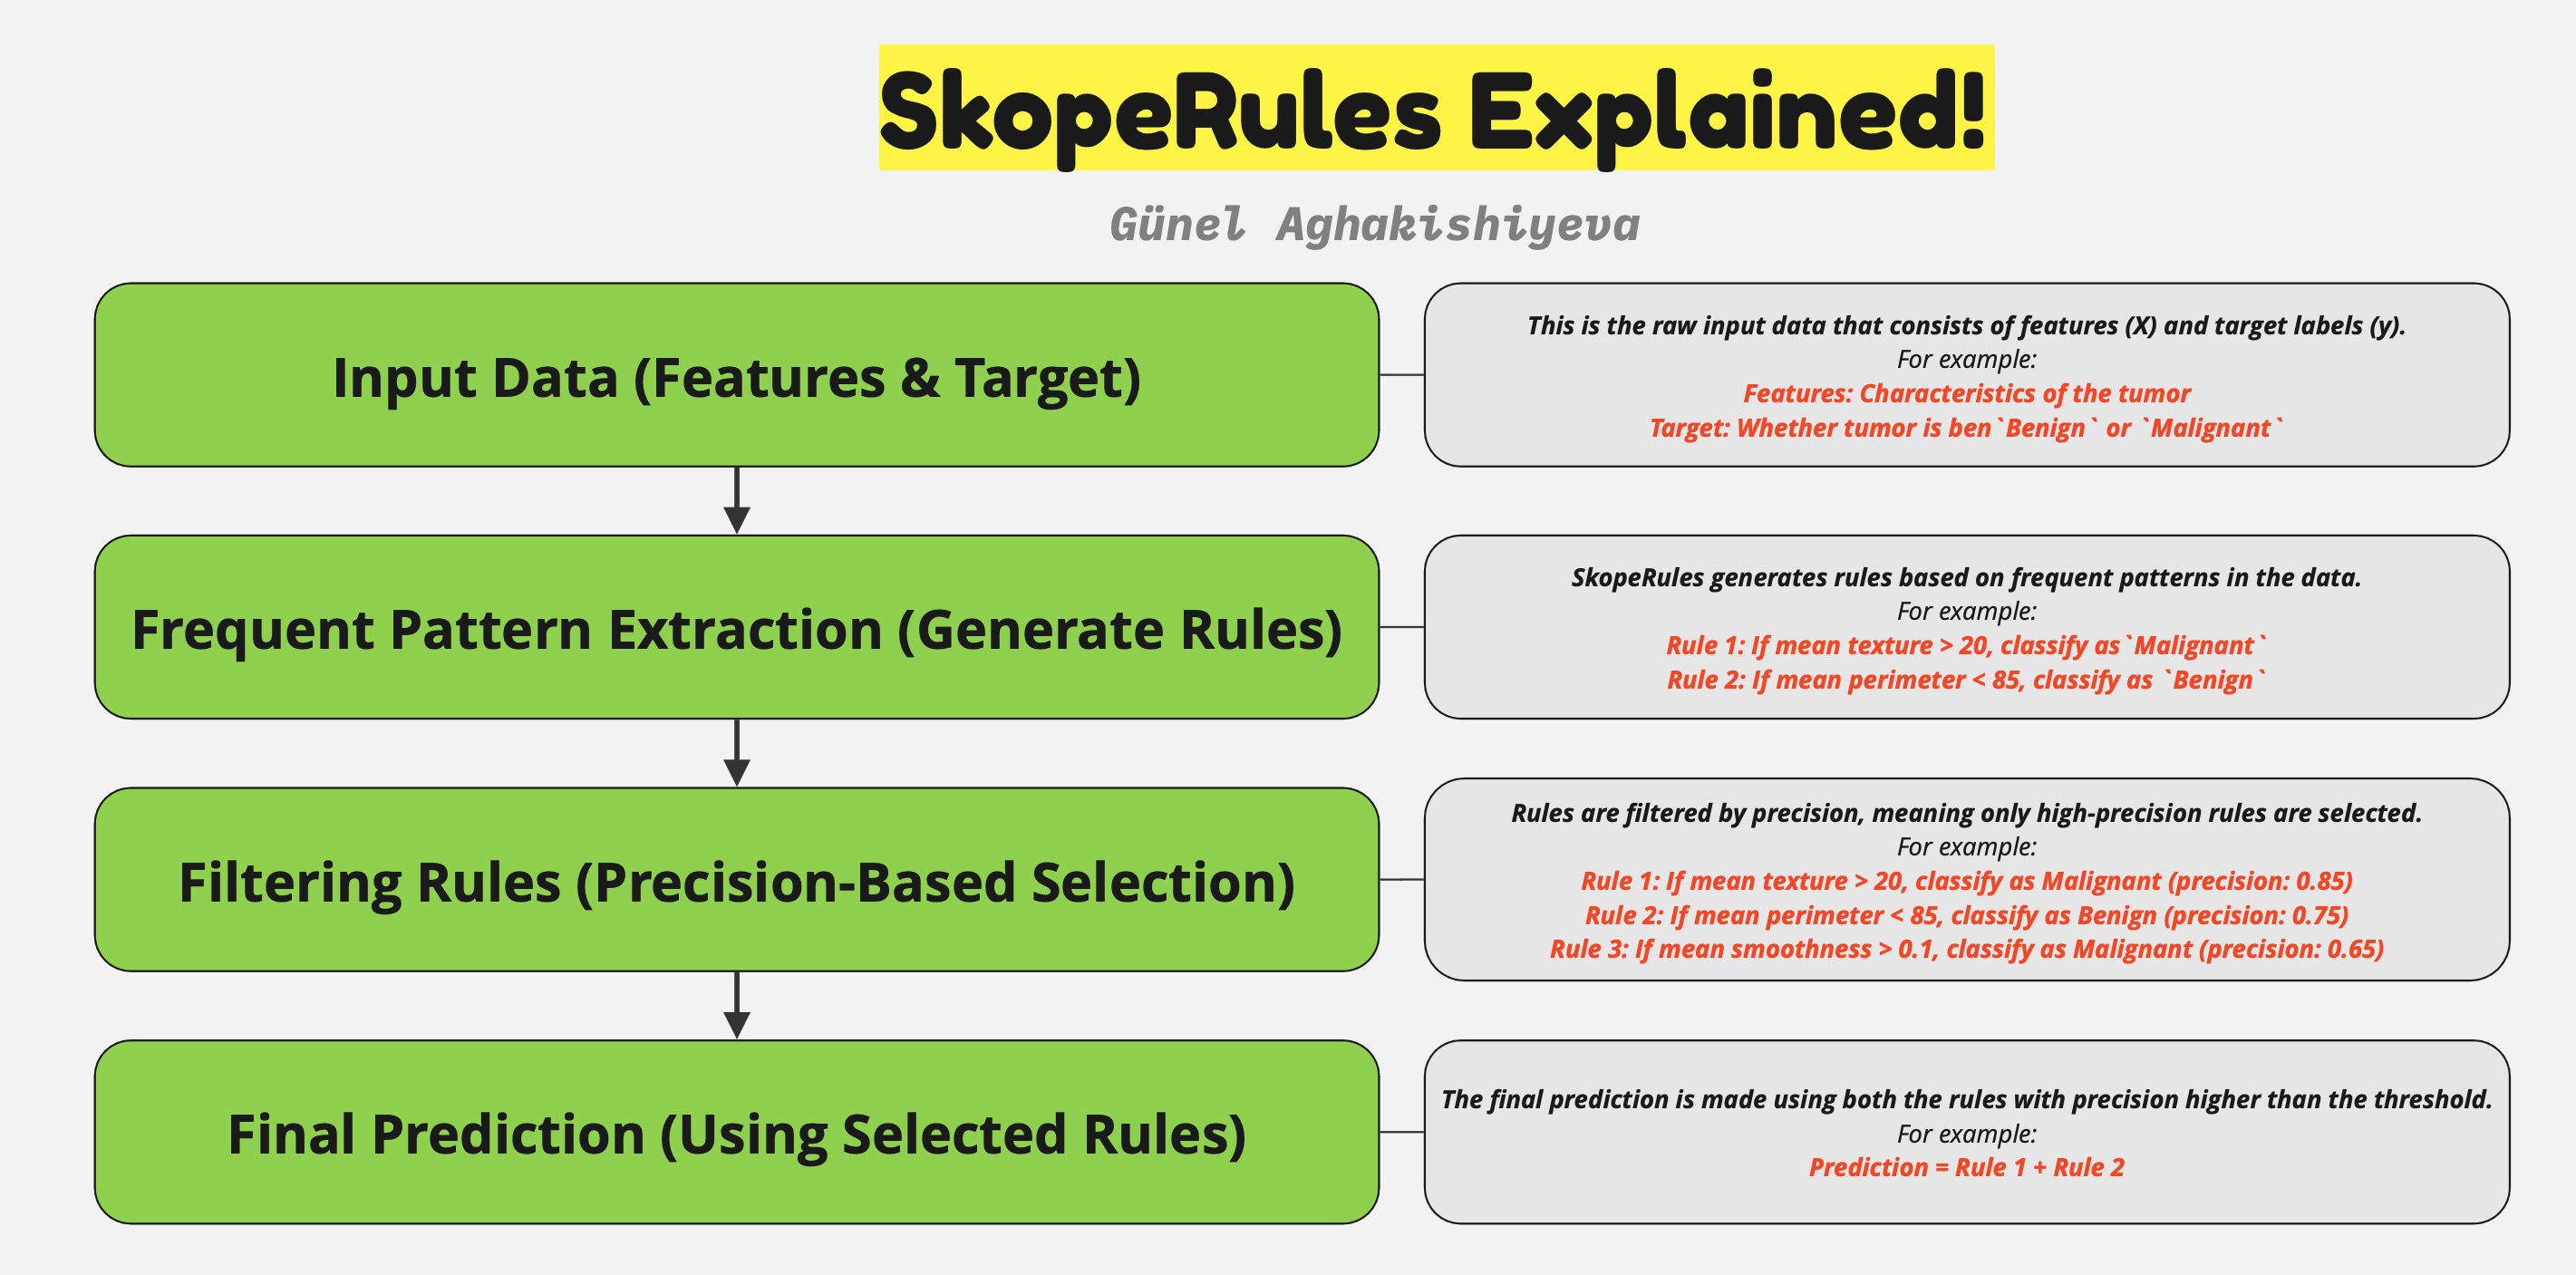 SkopeRules Explained!
Günel Aghakishiyeva
Input Data (Features & Target)
This is the raw input data that consists of features (X) and target labels (y).
For example:
Features: Characteristics of the tumor
Target: Whether tumor is ben`Benign` or `Malignant`
Frequent Pattern Extraction (Generate Rules)
SkopeRules generates rules based on frequent patterns in the data.
For example:
Rule 1: If mean texture > 20, classify as`Malignant`
Rule 2: If mean perimeter < 85, classify as `Benign`
Filtering Rules (Precision-Based Selection)
Rules are filtered by precision, meaning only high-precision rules are selected.
For example:
Rule 1: If mean texture > 20, classify as Malignant (precision: 0.85)
Rule 2: If mean perimeter < 85, classify as Benign (precision: 0.75)
Rule 3: If mean smoothness > 0.1, classify as Malignant (precision: 0.65)
Final Prediction (Using Selected Rules)
The final prediction is made using both the rules with precision higher than the threshold.
For example:
Prediction = Rule 1 + Rule 2